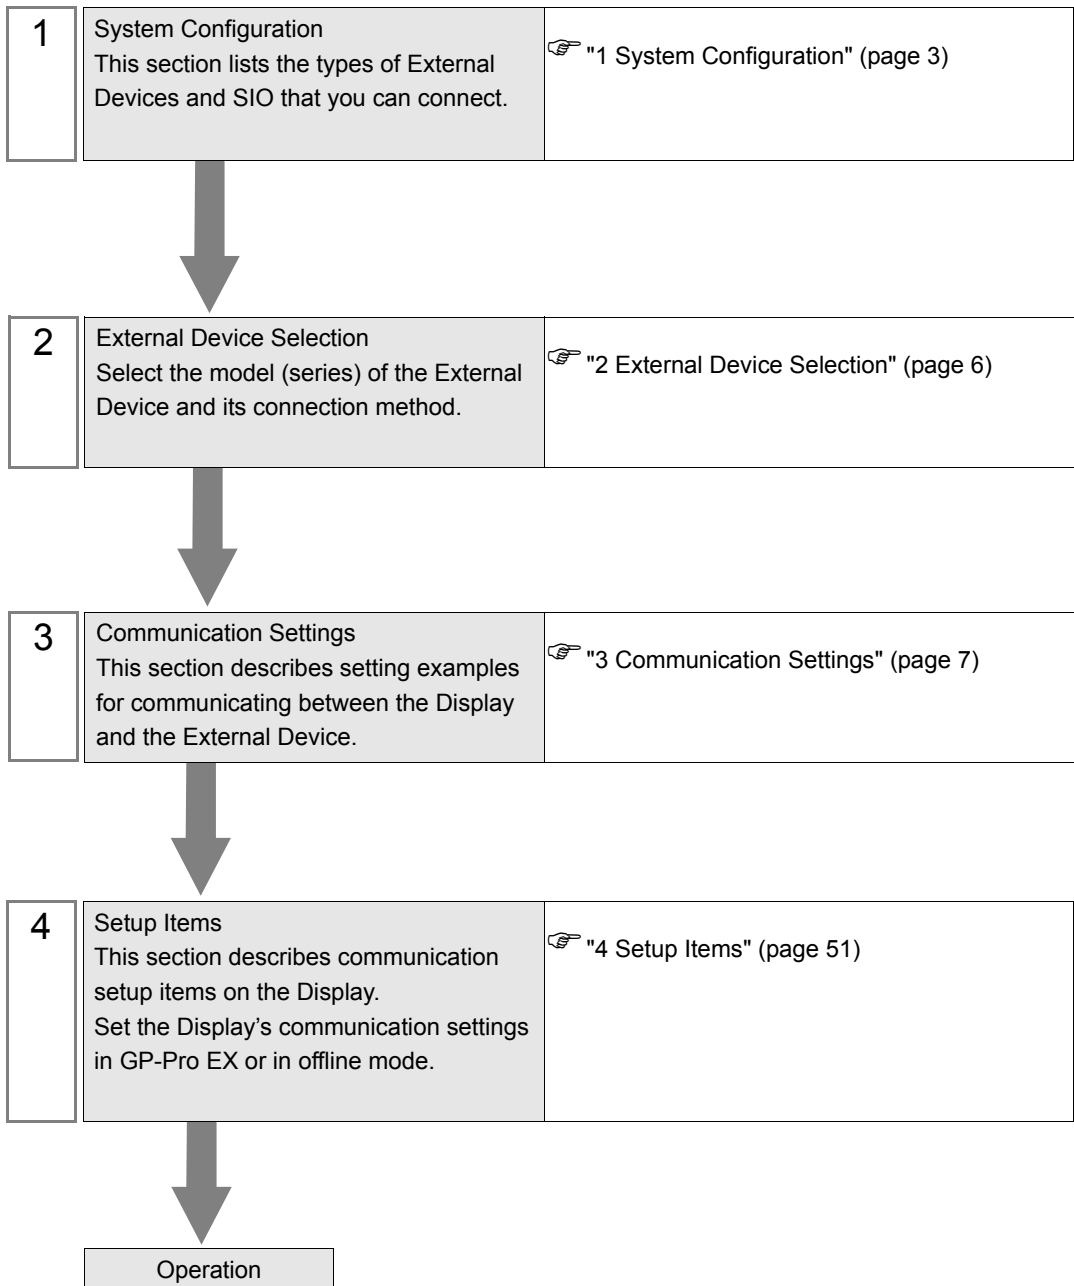 1
System Configuration
This section lists the types of External
Devices and SIO that you can connect.
"1 System Configuration" (page 3)
2
External Device Selection
Select the model (series) of the External
Device and its connection method.
"2 External Device Selection" (page 6)
3
Communication Settings
This section describes setting examples
for communicating between the Display
and the External Device.
"3 Communication Settings" (page 7)
4
Setup Items
This section describes communication
setup items on the Display.
Set the Display’s communication settings
in GP-Pro EX or in offline mode.
"4 Setup Items" (page 51)
Operation